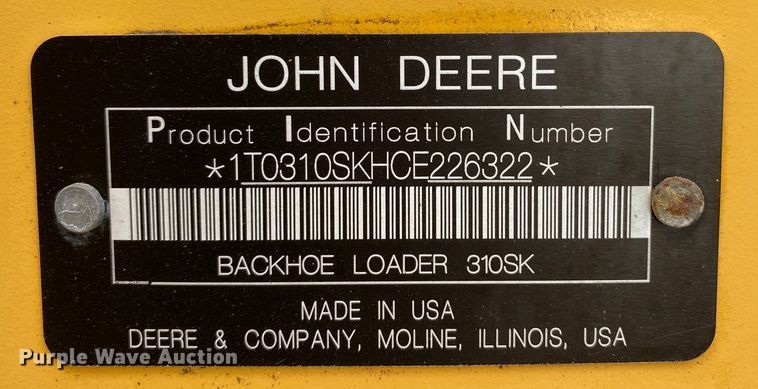 JOHN DEERE
Product Identification Number
*1T0310SKHCE226322*
BACKHOE LOADER 310SK
MADE IN USA
DEERE & COMPANY, MOLINE, ILLINOIS, USA
Purple Wave Auction